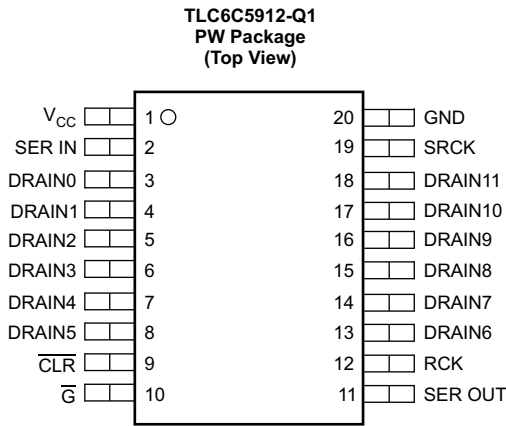 TLC6C5912-Q1
PW Package
(Top View)
VCC 1 20 GND
SER IN 2 19 SRCK
DRAIN0 3 18 DRAIN11
DRAIN1 4 17 DRAIN10
DRAIN2 5 16 DRAIN9
DRAIN3 6 15 DRAIN8
DRAIN4 7 14 DRAIN7
DRAIN5 8 13 DRAIN6
C̅L̅R̅ 9 12 RCK
G̅ 10 11 SER OUT